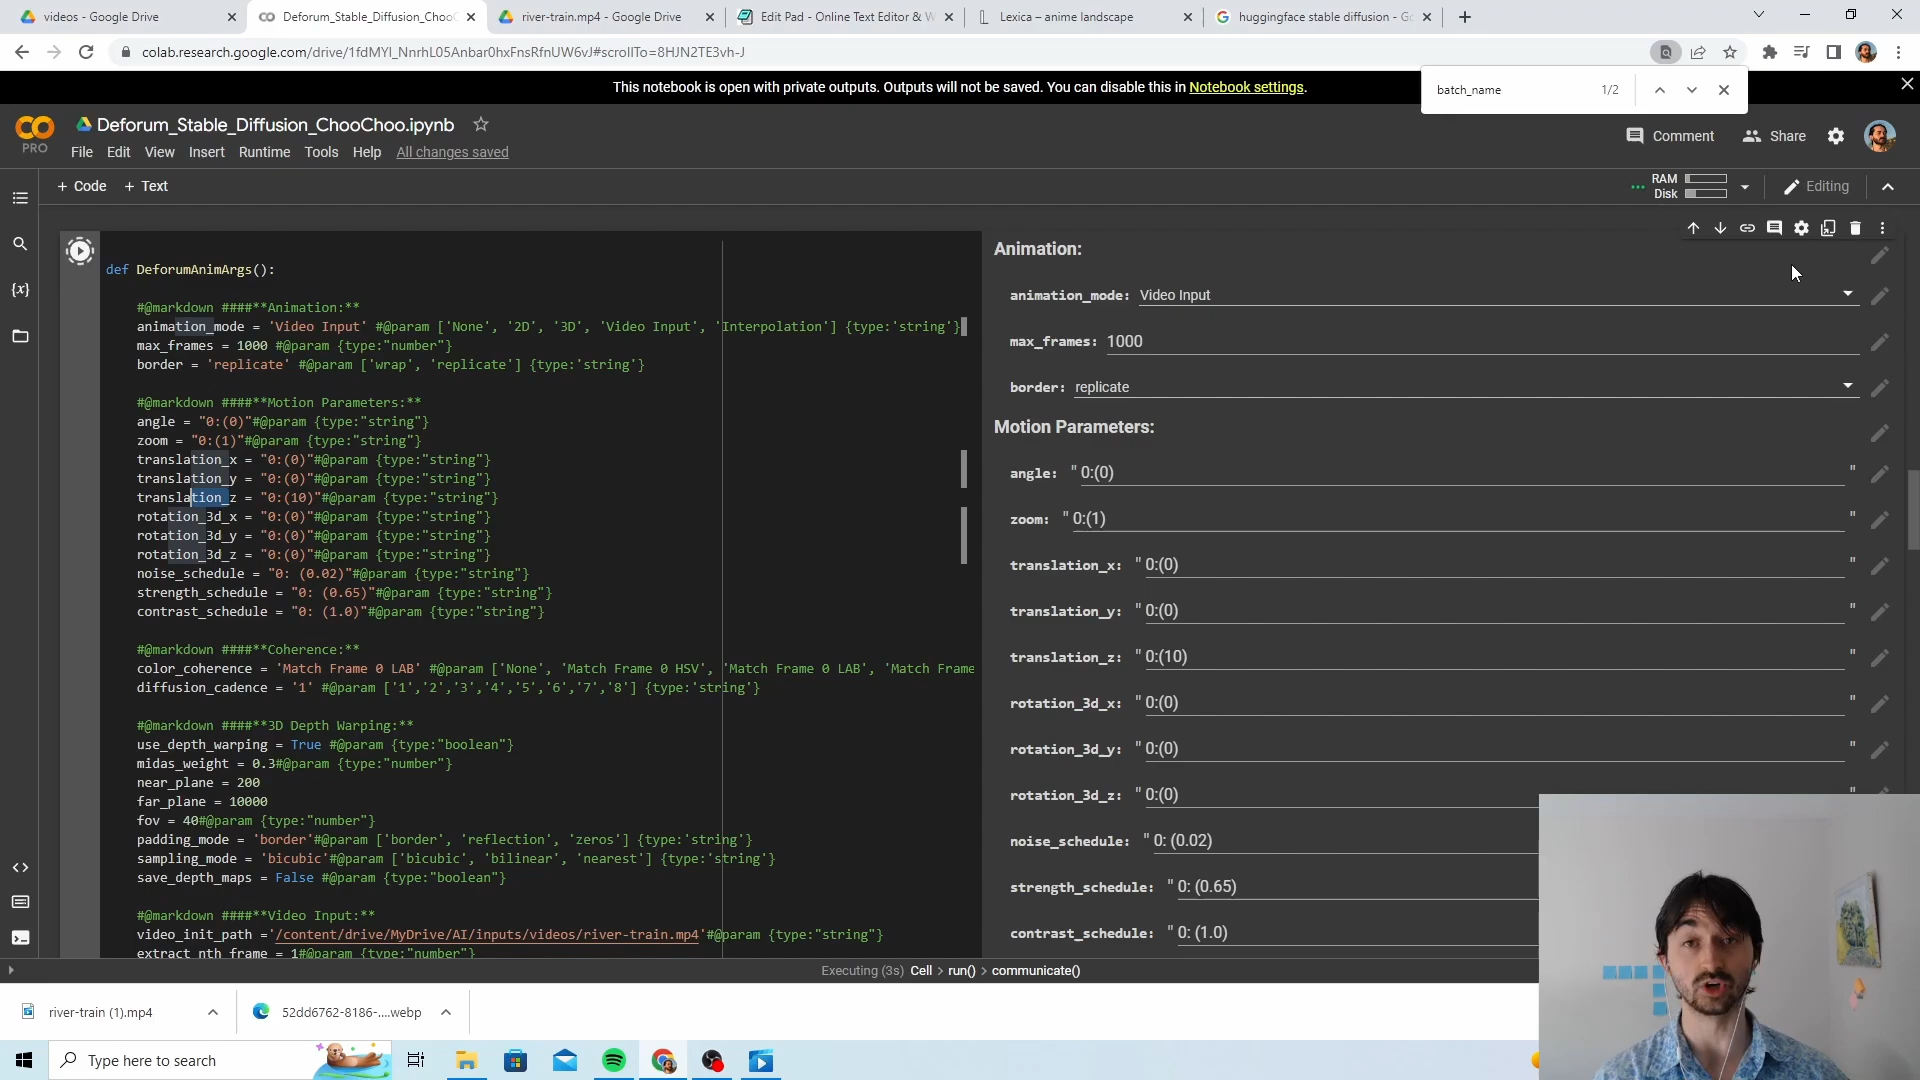 videos - Google Drive
Deforum_Stable_Diffusion_Choo
river-train.mp4 - Google Drive
Edit Pad - Online Text Editor & W
Lexica – anime landscape
huggingface stable diffusion - Go
colab.research.google.com/drive/1fdMYl_NnrhL05Anbar0hxFnsRfnUW6vJ#scrollTo=8HJN2TE3vh-J
This notebook is open with private outputs. Outputs will not be saved. You can disable this in Notebook settings.
batch_name 1/2
Deforum_Stable_Diffusion_ChooChoo.ipynb
PRO
File Edit View Insert Runtime Tools Help All changes saved
Comment Share
+ Code + Text
RAM
Disk
Editing
def DeforumAnimArgs():
#@markdown ####**Animation:**
animation_mode = 'Video Input' #@param ['None', '2D', '3D', 'Video Input', 'Interpolation'] {type:'string'}
max_frames = 1000 #@param {type:"number"}
border = 'replicate' #@param ['wrap', 'replicate'] {type:'string'}
#@markdown ####**Motion Parameters:**
angle = "0:(0)"#@param {type:"string"}
zoom = "0:(1)"#@param {type:"string"}
translation_x = "0:(0)"#@param {type:"string"}
translation_y = "0:(0)"#@param {type:"string"}
translation_z = "0:(10)"#@param {type:"string"}
rotation_3d_x = "0:(0)"#@param {type:"string"}
rotation_3d_y = "0:(0)"#@param {type:"string"}
rotation_3d_z = "0:(0)"#@param {type:"string"}
noise_schedule = "0: (0.02)"#@param {type:"string"}
strength_schedule = "0: (0.65)"#@param {type:"string"}
contrast_schedule = "0: (1.0)"#@param {type:"string"}
#@markdown ####**Coherence:**
color_coherence = 'Match Frame 0 LAB' #@param ['None', 'Match Frame 0 HSV', 'Match Frame 0 LAB', 'Match Frame
diffusion_cadence = '1' #@param ['1','2','3','4','5','6','7','8'] {type:'string'}
#@markdown ####**3D Depth Warping:**
use_depth_warping = True #@param {type:"boolean"}
midas_weight = 0.3#@param {type:"number"}
near_plane = 200
far_plane = 10000
fov = 40#@param {type:"number"}
padding_mode = 'border'#@param ['border', 'reflection', 'zeros'] {type:'string'}
sampling_mode = 'bicubic'#@param ['bicubic', 'bilinear', 'nearest'] {type:'string'}
save_depth_maps = False #@param {type:"boolean"}
#@markdown ####**Video Input:**
video_init_path ='/content/drive/MyDrive/AI/inputs/videos/river-train.mp4'#@param {type:"string"}
extract_nth_frame = 1#@param {type:"number"}
Animation:
animation_mode: Video Input
max_frames: 1000
border: replicate
Motion Parameters:
angle: " 0:(0) "
zoom: " 0:(1) "
translation_x: " 0:(0) "
translation_y: " 0:(0) "
translation_z: " 0:(10) "
rotation_3d_x: " 0:(0) "
rotation_3d_y: " 0:(0) "
rotation_3d_z: " 0:(0) "
noise_schedule: " 0: (0.02)
strength_schedule: " 0: (0.65)
contrast_schedule: " 0: (1.0)
Executing (3s) Cell > run() > communicate()
river-train (1).mp4
52dd6762-8186-....webp
Type here to search